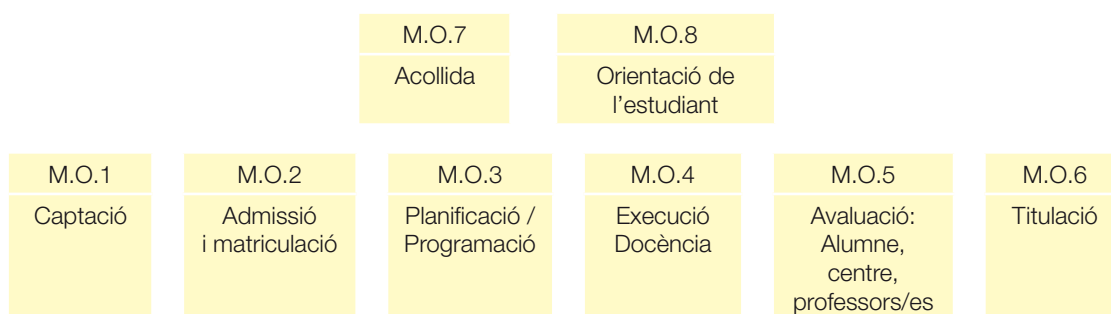 M.O.7
Acollida
M.O.8
Orientació de
l'estudiant
M.O.1
Captació
M.O.2
Admissió
i matriculació
M.O.3
Planificació /
Programació
M.O.4
Execució
Docència
M.O.5
Avaluació:
Alumne,
centre,
professors/es
M.O.6
Titulació